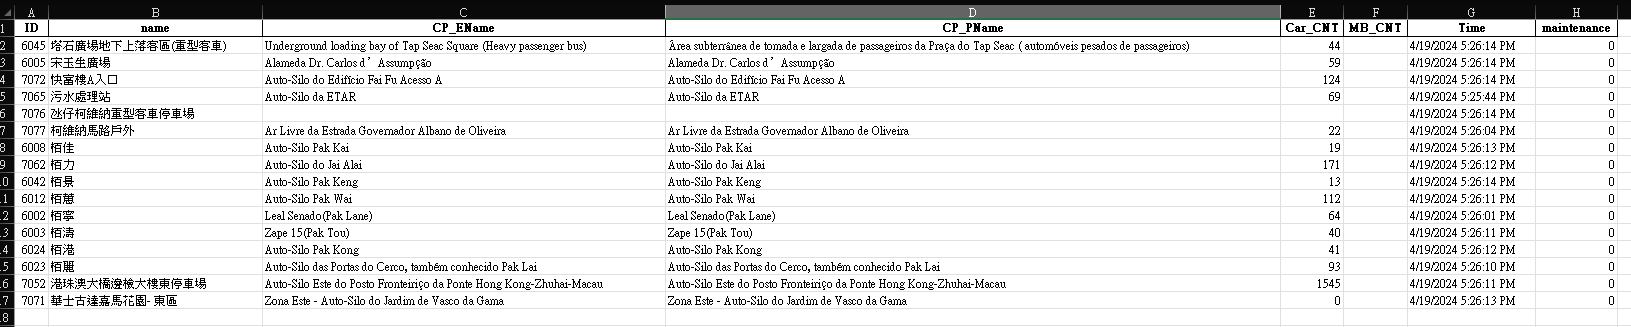 A B C D E F G H
1 ID name CP_EName CP_PName Car_CNT MB_CNT Time maintenance
2 6045 塔石廣場地下上落客區(重型客車) Underground loading bay of Tap Seac Square (Heavy passenger bus) Área subterrânea de tomada e largada de passageiros da Praça do Tap Seac ( automóveis pesados de passageiros) 44 4/19/2024 5:26:14 PM 0
3 6005 宋玉生廣場 Alameda Dr. Carlos d’Assumpção Alameda Dr. Carlos d’Assumpção 59 4/19/2024 5:26:14 PM 0
4 7072 快富樓A入口 Auto-Silo do Edifício Fai Fu Acesso A Auto-Silo do Edifício Fai Fu Acesso A 124 4/19/2024 5:26:14 PM 0
5 7065 污水處理站 Auto-Silo da ETAR Auto-Silo da ETAR 69 4/19/2024 5:25:44 PM 0
6 7076 氹仔柯維納重型客車停車場 4/19/2024 5:26:14 PM 0
7 7077 柯維納馬路戶外 Ar Livre da Estrada Governador Albano de Oliveira Ar Livre da Estrada Governador Albano de Oliveira 22 4/19/2024 5:26:04 PM 0
8 6008 栢佳 Auto-Silo Pak Kai Auto-Silo Pak Kai 19 4/19/2024 5:26:13 PM 0
9 7062 栢力 Auto-Silo do Jai Alai Auto-Silo do Jai Alai 171 4/19/2024 5:26:12 PM 0
10 6042 栢景 Auto-Silo Pak Keng Auto-Silo Pak Keng 13 4/19/2024 5:26:14 PM 0
11 6012 栢蕙 Auto-Silo Pak Wai Auto-Silo Pak Wai 112 4/19/2024 5:26:11 PM 0
12 6002 栢寧 Leal Senado(Pak Lane) Leal Senado(Pak Lane) 64 4/19/2024 5:26:01 PM 0
13 6003 栢濤 Zape 15(Pak Tou) Zape 15(Pak Tou) 40 4/19/2024 5:26:11 PM 0
14 6024 栢港 Auto-Silo Pak Kong Auto-Silo Pak Kong 41 4/19/2024 5:26:12 PM 0
15 6023 栢麗 Auto-Silo das Portas do Cerco, também conhecido Pak Lai Auto-Silo das Portas do Cerco, também conhecido Pak Lai 93 4/19/2024 5:26:10 PM 0
16 7052 港珠澳大橋邊檢大樓東停車場 Auto-Silo Este do Posto Fronteiriço da Ponte Hong Kong-Zhuhai-Macau Auto-Silo Este do Posto Fronteiriço da Ponte Hong Kong-Zhuhai-Macau 1545 4/19/2024 5:26:11 PM 0
17 7071 華士古達嘉馬花園- 東區 Zona Este - Auto-Silo do Jardim de Vasco da Gama Zona Este - Auto-Silo do Jardim de Vasco da Gama 0 4/19/2024 5:26:13 PM 0
18